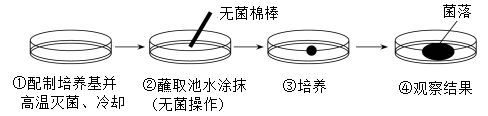 无菌棉棒
菌落
①配制培养基并
高温灭菌、冷却
②蘸取池水涂抹
(无菌操作)
③培养
④观察结果